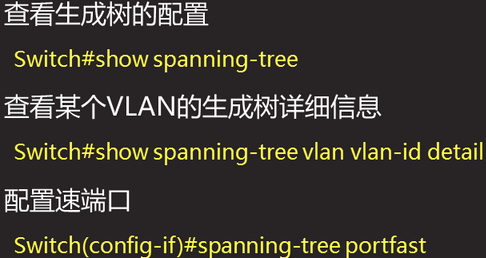 查看生成树的配置
Switch#show spanning-tree
查看某个VLAN的生成树详细信息
Switch#show spanning-tree vlan vlan-id detail
配置速端口
Switch(config-if)#spanning-tree portfast